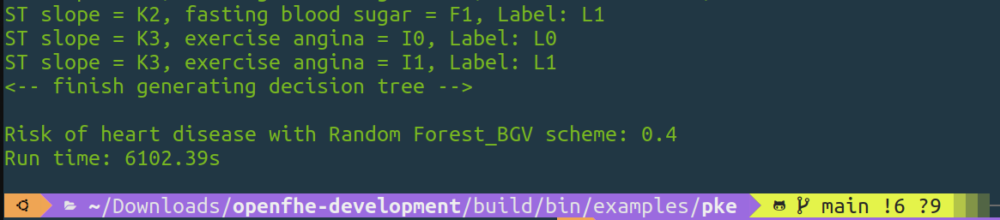 ST slope = K2, fasting blood sugar = F1, Label: L1
ST slope = K3, exercise angina = I0, Label: L0
ST slope = K3, exercise angina = I1, Label: L1
<-- finish generating decision tree -->
Risk of heart disease with Random Forest_BGV scheme: 0.4
Run time: 6102.39s
~/Downloads/openfhe-development/build/bin/examples/pke main !6 ?9